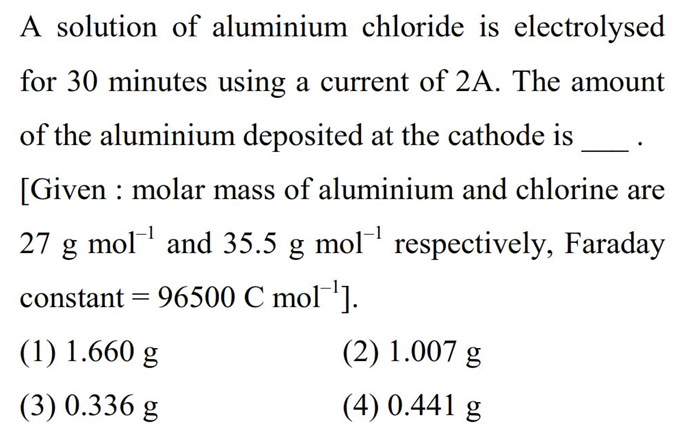 A solution of aluminium chloride is electrolysed
for 30 minutes using a current of 2A. The amount
of the aluminium deposited at the cathode is ___ .
[Given : molar mass of aluminium and chlorine are
27 g mol⁻¹ and 35.5 g mol⁻¹ respectively, Faraday
constant = 96500 C mol⁻¹].
(1) 1.660 g (2) 1.007 g
(3) 0.336 g (4) 0.441 g